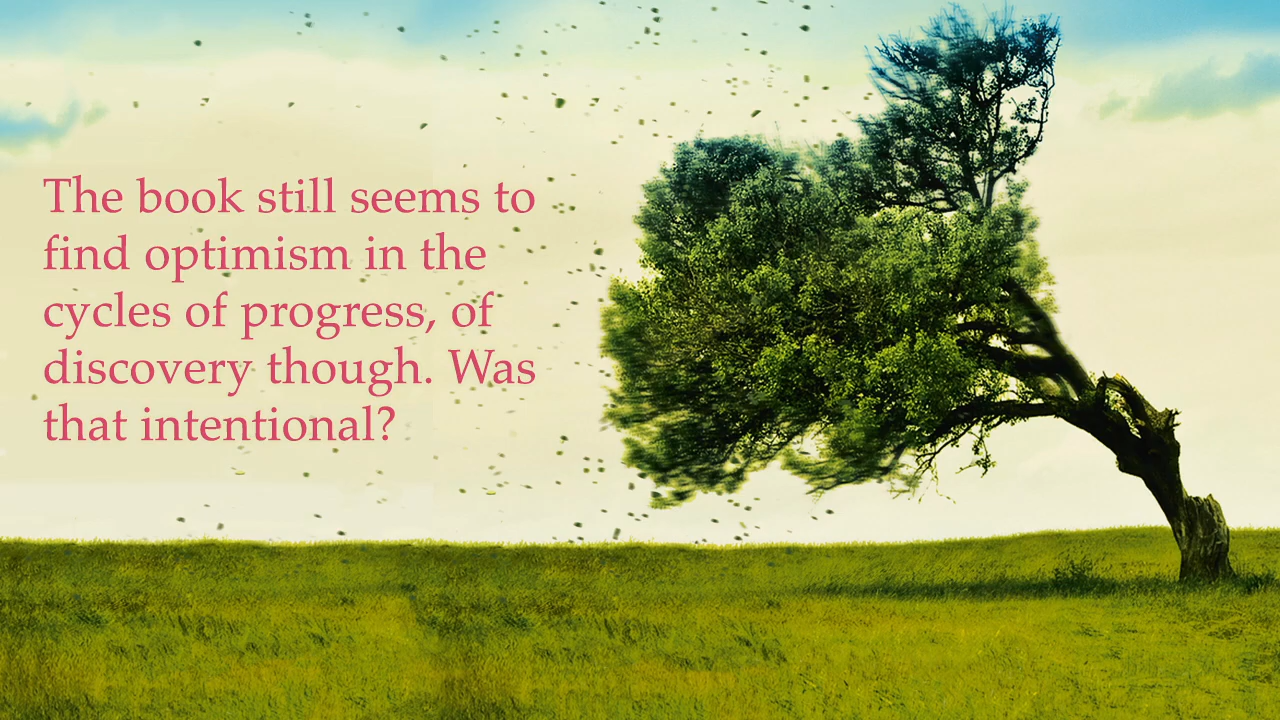 The book still seems to
find optimism in the
cycles of progress, of
discovery though. Was
that intentional?